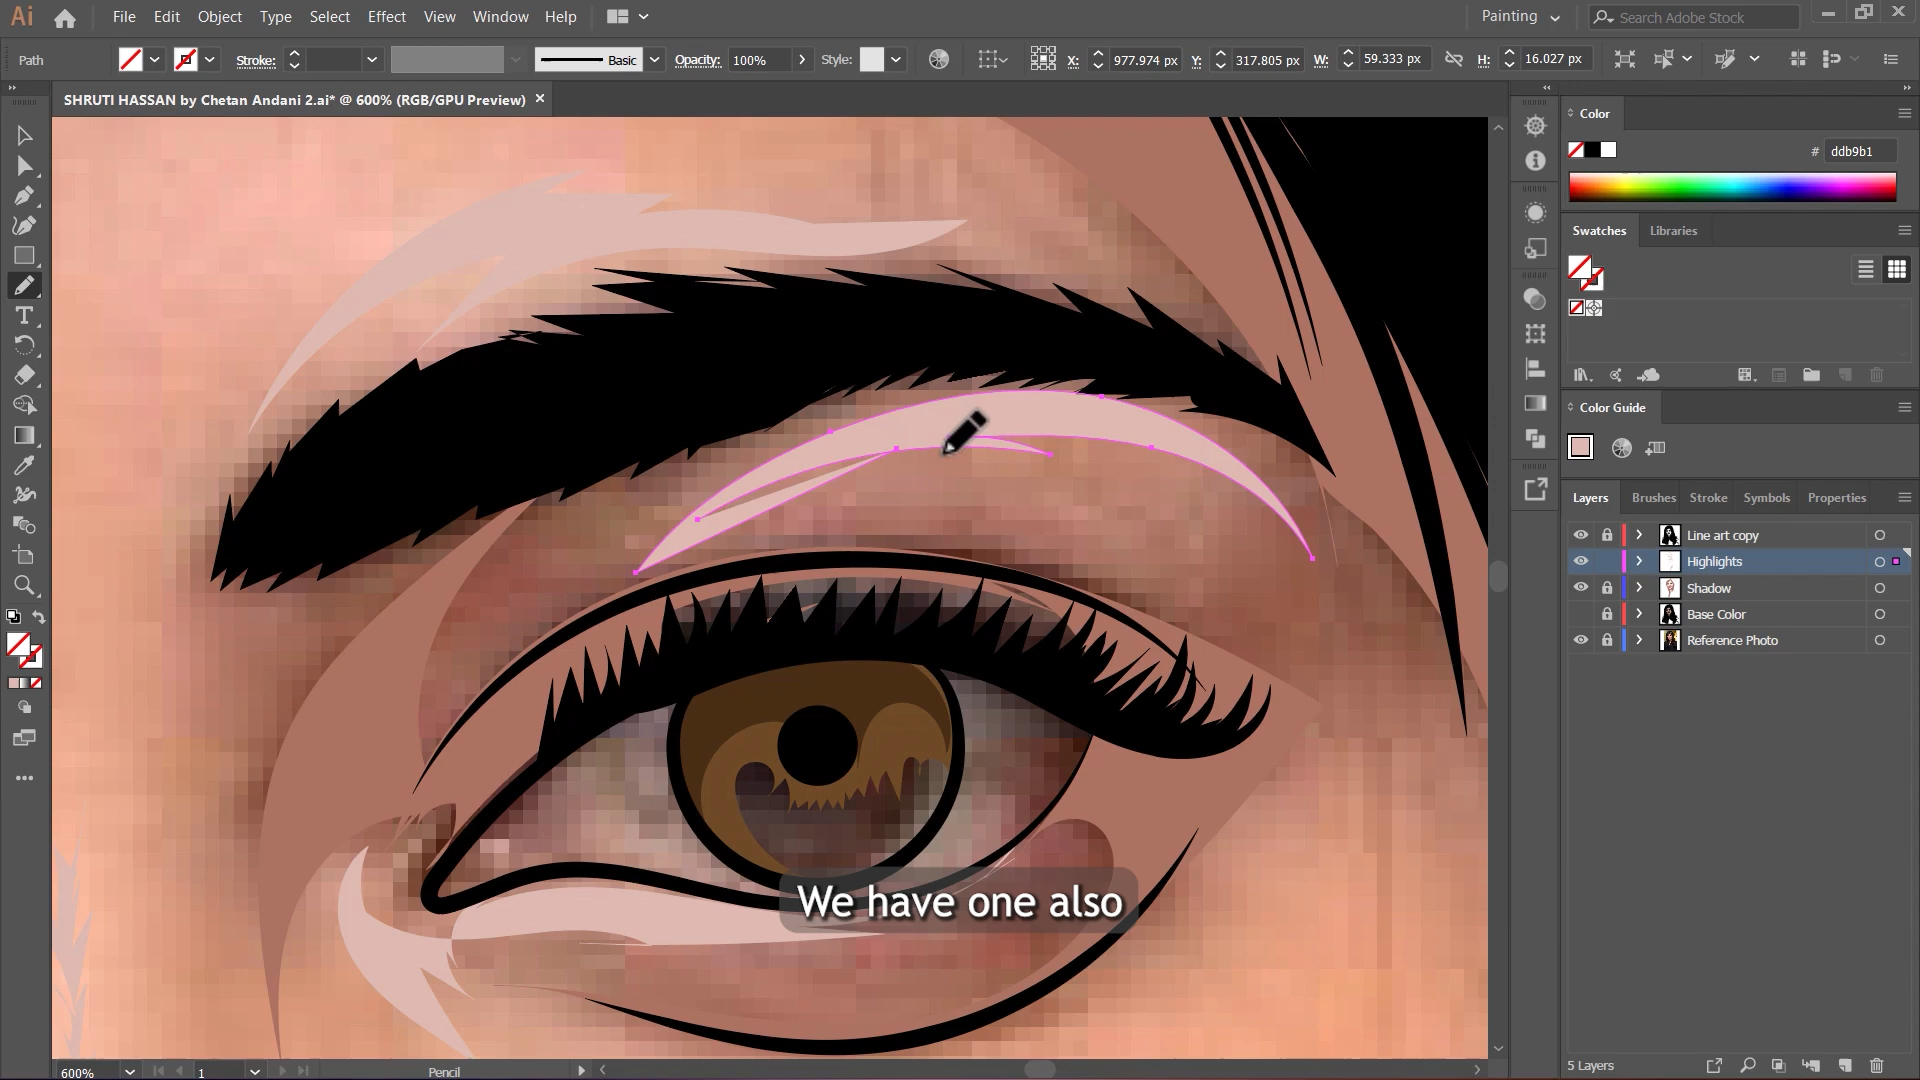 Ai File Edit Object Type Select Effect View Window Help Painting Search Adobe Stock
Path Stroke: Basic Opacity: 100% Style: X: 977.974 px Y: 317.805 px W: 59.333 px H: 16.027 px
SHRUTI HASSAN by Chetan Andani 2.ai* @ 600% (RGB/GPU Preview)
Color
# ddb9b1
Swatches Libraries
Color Guide
Layers Brushes Stroke Symbols Properties
Line art copy
Highlights
Shadow
Base Color
Reference Photo
We have one also
5 Layers
600% 1 Pencil